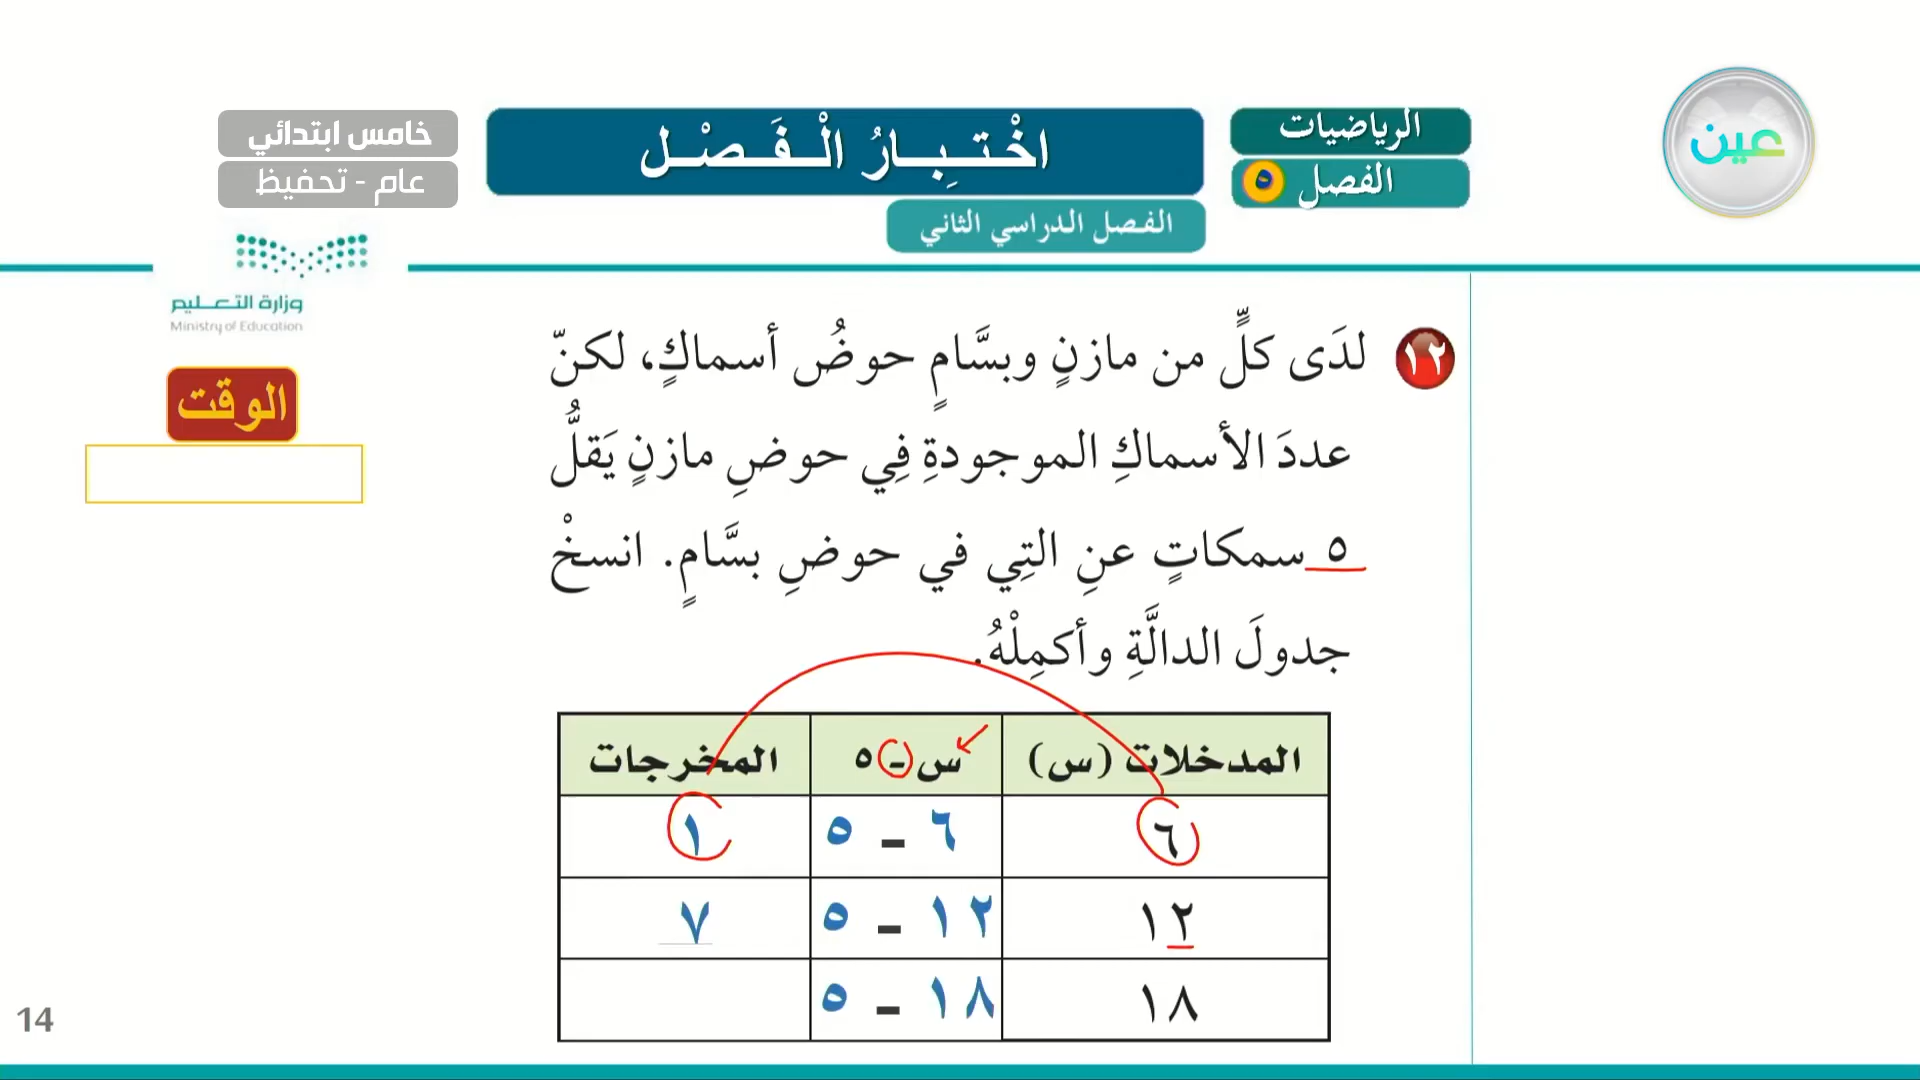 عين
الرياضيات
الفصل ٥
اخْتِبارُ الْفَصْل
الفصل الدراسي الثاني
خامس ابتدائي
عام - تحفيظ
وزارة التعليم
Ministry of Education
الوقت
١٢ لدَى كلٍّ من مازنٍ وبسَّامٍ حوضُ أسماكٍ، لكنّ
عددَ الأسماكِ الموجودةِ فِي حوضِ مازنٍ يَقلُّ
٥ سمكاتٍ عنِ التِي في حوضِ بسَّامٍ. انسخْ
جدولَ الدالَّةِ وأكمِلْهُ.
المدخلات (س) س - ٥ المخرجات
٦ ٦ - ٥ ١
١٢ ١٢ - ٥ ٧
١٨ ١٨ - ٥
14